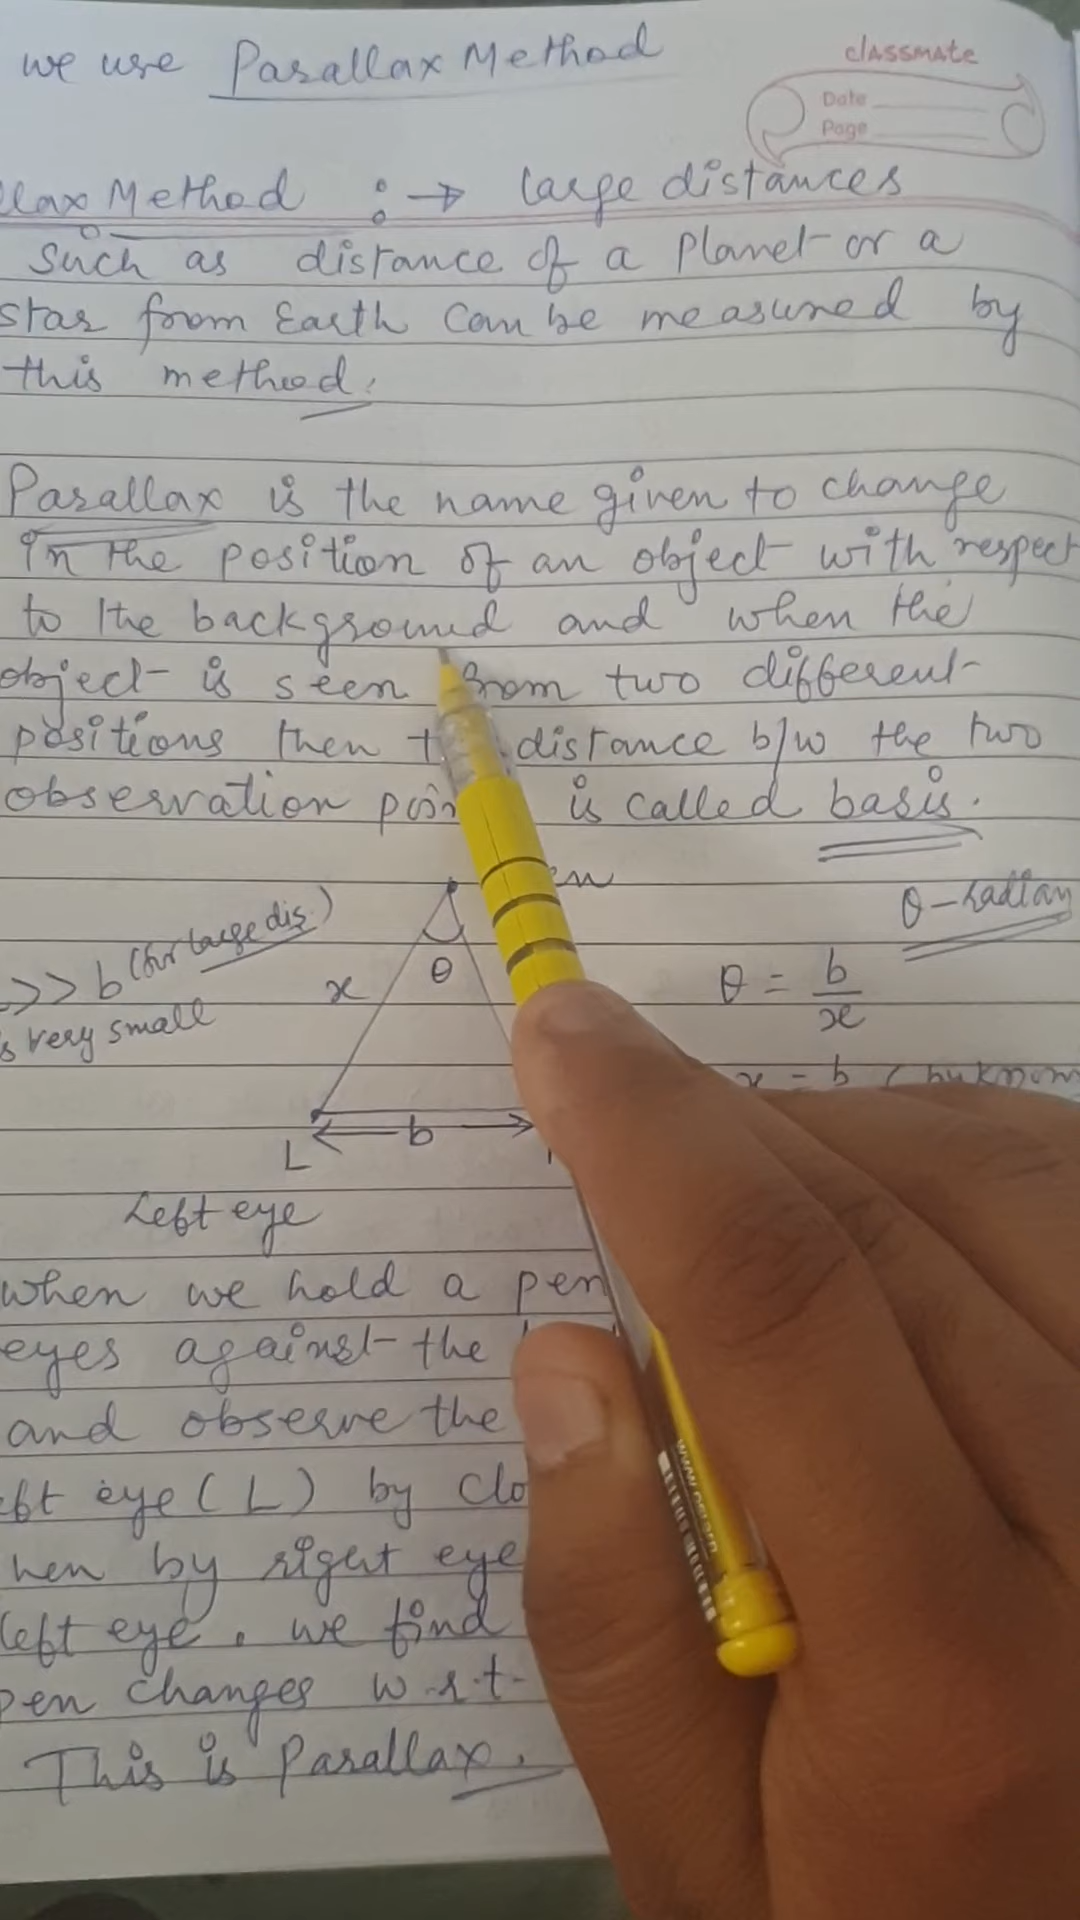 we use Parallax Method
classmate
Date
Page
llax Method :→ large distances
such as distance of a Planet or a
star from Earth can be measured by
this method.
Parallax is the name given to change
in the position of an object with respect
to the background and when the
object is seen from two different
positions then distance b/w the two
observation is called basis.
θ - radian
>> b (for large dis.)
is very small
x
θ
θ = b/x
x = b
L
b
Left eye
when we hold a pen
eyes against the
and observe the
left eye (L) by
by right eye
left eye. we find
pen changes w.r.t.
This is Parallax.